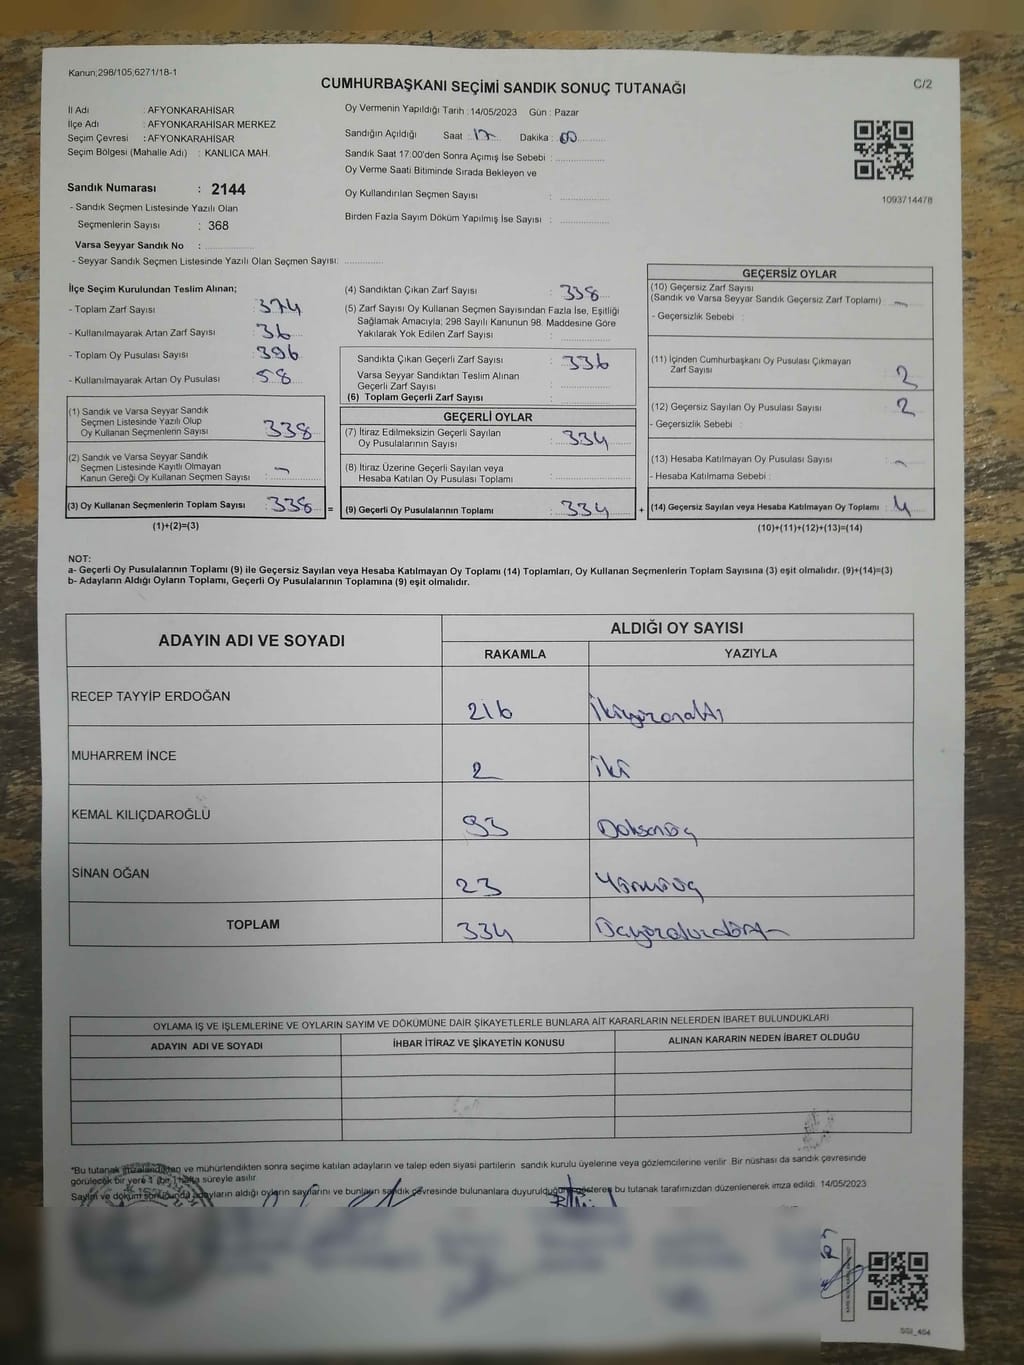 Kanun;298/105;6271/18-1
CUMHURBAŞKANI SEÇİMİ SANDIK SONUÇ TUTANAĞI
C/2
İl Adı : AFYONKARAHİSAR
İlçe Adı : AFYONKARAHİSAR MERKEZ
Seçim Çevresi : AFYONKARAHİSAR
Seçim Bölgesi (Mahalle Adı) : KANLICA MAH.
Sandık Numarası : 2144
- Sandık Seçmen Listesinde Yazılı Olan
Seçmenlerin Sayısı : 368
Varsa Seyyar Sandık No :
- Seyyar Sandık Seçmen Listesinde Yazılı Olan Seçmen Sayısı:
Oy Vermenin Yapıldığı Tarih : 14/05/2023 Gün : Pazar
Sandığın Açıldığı Saat : 17 Dakika : 00
Sandık Saat 17:00'den Sonra Açımış İse Sebebi :
Oy Verme Saati Bitiminde Sırada Bekleyen ve
Oy Kullandırılan Seçmen Sayısı :
Birden Fazla Sayım Döküm Yapılmış İse Sayısı :
1093714478
İlçe Seçim Kurulundan Teslim Alınan;
- Toplam Zarf Sayısı : 374
- Kullanılmayarak Artan Zarf Sayısı : 36
- Toplam Oy Pusulası Sayısı : 396
- Kullanılmayarak Artan Oy Pusulası : 58
(1) Sandık ve Varsa Seyyar Sandık
Seçmen Listesinde Yazılı Olup
Oy Kullanan Seçmenlerin Sayısı : 338
(2) Sandık ve Varsa Seyyar Sandık
Seçmen Listesinde Kayıtlı Olmayan
Kanun Gereği Oy Kullanan Seçmen Sayısı : -
(3) Oy Kullanan Seçmenlerin Toplam Sayısı : 338 =
(1)+(2)=(3)
(4) Sandıktan Çıkan Zarf Sayısı : 338
(5) Zarf Sayısı Oy Kullanan Seçmen Sayısından Fazla İse, Eşitliği
Sağlamak Amacıyla; 298 Sayılı Kanunun 98. Maddesine Göre
Yakılarak Yok Edilen Zarf Sayısı :
Sandıkta Çıkan Geçerli Zarf Sayısı : 336
Varsa Seyyar Sandıktan Teslim Alınan
Geçerli Zarf Sayısı :
(6) Toplam Geçerli Zarf Sayısı :
GEÇERLİ OYLAR
(7) İtiraz Edilmeksizin Geçerli Sayılan
Oy Pusulalarının Sayısı : 334
(8) İtiraz Üzerine Geçerli Sayılan veya
Hesaba Katılan Oy Pusulası Toplamı :
(9) Geçerli Oy Pusulalarının Toplamı : 334 +
GEÇERSİZ OYLAR
(10) Geçersiz Zarf Sayısı
(Sandık ve Varsa Seyyar Sandık Geçersiz Zarf Toplamı) : -
- Geçersizlik Sebebi :
(11) İçinden Cumhurbaşkanı Oy Pusulası Çıkmayan
Zarf Sayısı : 2
(12) Geçersiz Sayılan Oy Pusulası Sayısı : 2
- Geçersizlik Sebebi :
(13) Hesaba Katılmayan Oy Pusulası Sayısı : -
- Hesaba Katılmama Sebebi :
(14) Geçersiz Sayılan veya Hesaba Katılmayan Oy Toplamı : 4
(10)+(11)+(12)+(13)=(14)
NOT:
a- Geçerli Oy Pusulalarının Toplamı (9) ile Geçersiz Sayılan veya Hesaba Katılmayan Oy Toplamı (14) Toplamları, Oy Kullanan Seçmenlerin Toplam Sayısına (3) eşit olmalıdır. (9)+(14)=(3)
b- Adayların Aldığı Oyların Toplamı, Geçerli Oy Pusulalarının Toplamına (9) eşit olmalıdır.
ADAYIN ADI VE SOYADI
ALDIĞI OY SAYISI
RAKAMLA YAZIYLA
RECEP TAYYİP ERDOĞAN 216 İkiyüzonaltı
MUHARREM İNCE 2 İki
KEMAL KILIÇDAROĞLU 93 Doksanüç
SİNAN OĞAN 23 Yirmiüç
TOPLAM 334 Üçyüzotuzdört
OYLAMA İŞ VE İŞLEMLERİNE VE OYLARIN SAYIM VE DÖKÜMÜNE DAİR ŞİKAYETLERLE BUNLARA AİT KARARLARIN NELERDEN İBARET BULUNDUKLARI
ADAYIN ADI VE SOYADI İHBAR İTİRAZ VE ŞİKAYETİN KONUSU ALINAN KARARIN NEDEN İBARET OLDUĞU
*Bu tutanak imzalandıkten ve mühürlendikten sonra seçime katılan adayların ve talep eden siyasi partilerin sandık kurulu üyelerine veya gözlemcilerine verilir. Bir nüshası da sandık çevresinde
görülecek bir yere 1 (bir) hafta süreyle asılır.
Sayım ve döküm sonucunda adayların aldığı oyların sayılarını ve bunların sandık çevresinde bulunanlara duyurulduğunu gösteren bu tutanak tarafımızdan düzenlenerek imza edildi. 14/05/2023
SGI_404